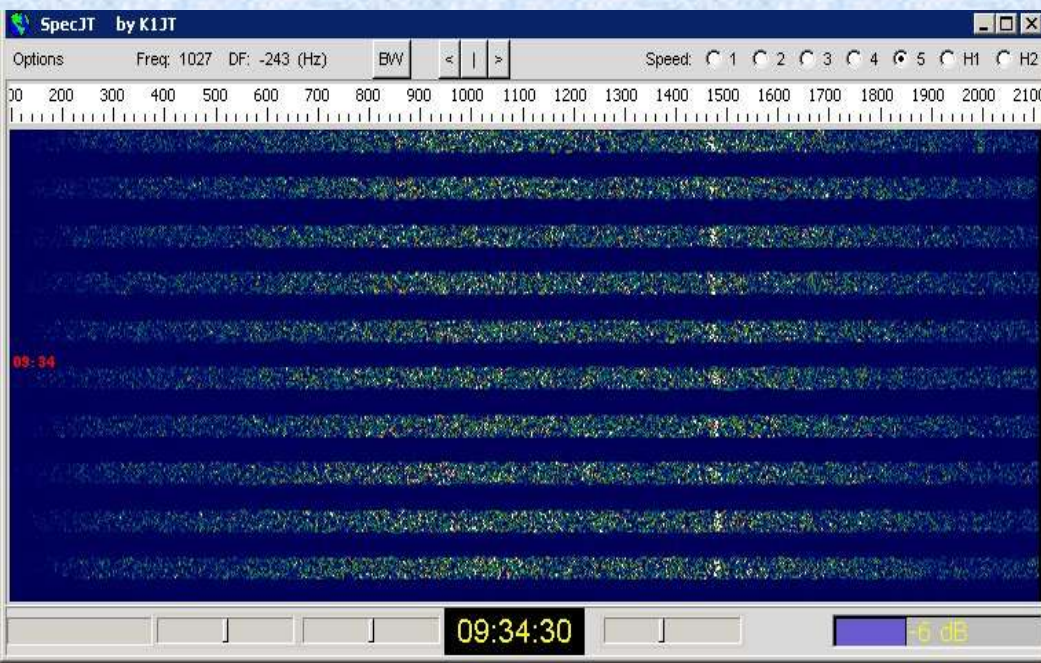 SpecJT by K1JT
Options Freq: 1027 DF: -243 (Hz) BW < | > Speed: 1 2 3 4 5 H1 H2
00 200 300 400 500 600 700 800 900 1000 1100 1200 1300 1400 1500 1600 1700 1800 1900 2000 2100
09:34
09:34:30 -6 dB